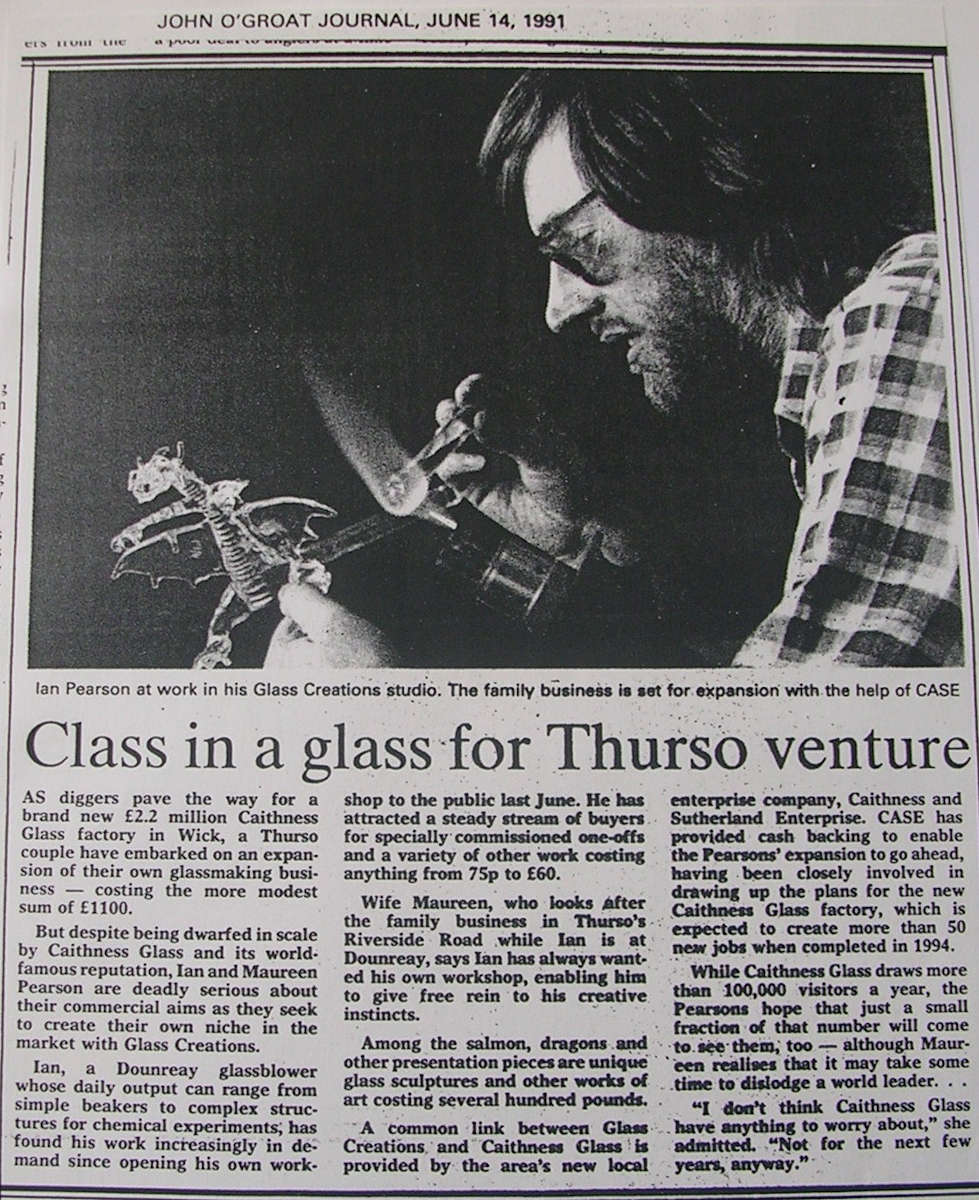 JOHN O'GROAT JOURNAL, JUNE 14, 1991
ers from the
Ian Pearson at work in his Glass Creations studio. The family business is set for expansion with the help of CASE
Class in a glass for Thurso venture
AS diggers pave the way for a
brand new £2.2 million Caithness
Glass factory in Wick, a Thurso
couple have embarked on an expan-
sion of their own glassmaking busi-
ness — costing the more modest
sum of £1100.
But despite being dwarfed in scale
by Caithness Glass and its world-
famous reputation, Ian and Maureen
Pearson are deadly serious about
their commercial aims as they seek
to create their own niche in the
market with Glass Creations.
Ian, a Dounreay glassblower
whose daily output can range from
simple beakers to complex struc-
tures for chemical experiments, has
found his work increasingly in de-
mand since opening his own work-
shop to the public last June. He has
attracted a steady stream of buyers
for specially commissioned one-offs
and a variety of other work costing
anything from 75p to £60.
Wife Maureen, who looks after
the family business in Thurso's
Riverside Road while Ian is at
Dounreay, says Ian has always want-
ed his own workshop, enabling him
to give free rein to his creative
instincts.
Among the salmon, dragons and
other presentation pieces are unique
glass sculptures and other works of
art costing several hundred pounds.
A common link between Glass
Creations and Caithness Glass is
provided by the area's new local
enterprise company, Caithness and
Sutherland Enterprise. CASE has
provided cash backing to enable
the Pearsons' expansion to go ahead,
having been closely involved in
drawing up the plans for the new
Caithness Glass factory, which is
expected to create more than 50
new jobs when completed in 1994.
While Caithness Glass draws more
than 100,000 visitors a year, the
Pearsons hope that just a small
fraction of that number will come
to see them, too — although Maur-
een realises that it may take some
time to dislodge a world leader. . .
"I don't think Caithness Glass
have anything to worry about," she
admitted. "Not for the next few
years, anyway."